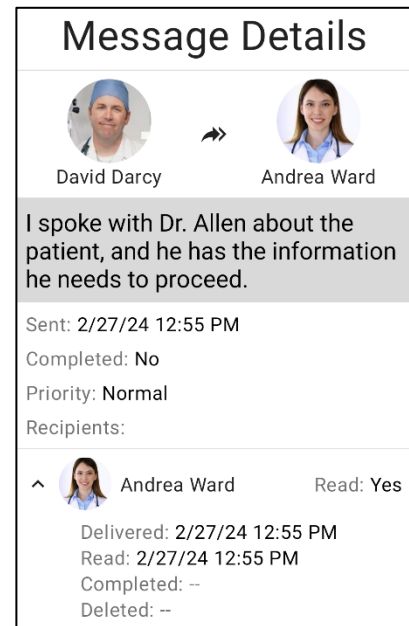 Message Details
David Darcy
Andrea Ward
I spoke with Dr. Allen about the
patient, and he has the information
he needs to proceed.
Sent: 2/27/24 12:55 PM
Completed: No
Priority: Normal
Recipients:
Andrea Ward Read: Yes
Delivered: 2/27/24 12:55 PM
Read: 2/27/24 12:55 PM
Completed: --
Deleted: --